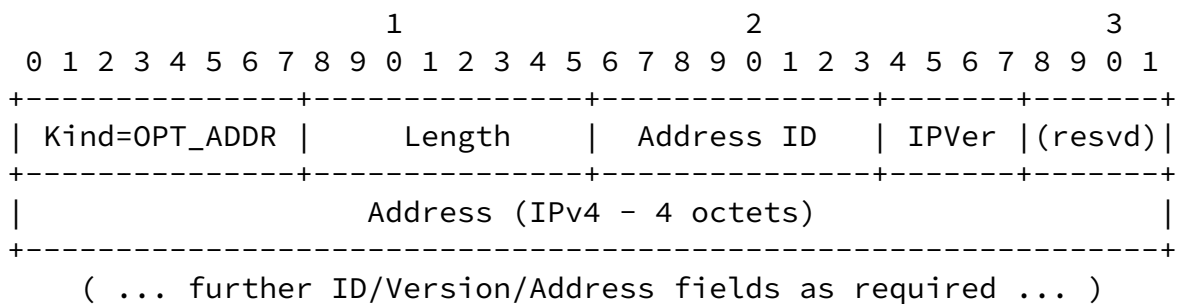 1                   2                   3
 0 1 2 3 4 5 6 7 8 9 0 1 2 3 4 5 6 7 8 9 0 1 2 3 4 5 6 7 8 9 0 1
+---------------+---------------+---------------+-------+-------+
| Kind=OPT_ADDR |     Length    |  Address ID   | IPVer |(resvd)|
+---------------+---------------+---------------+-------+-------+
|                   Address (IPv4 - 4 octets)                   |
+---------------------------------------------------------------+
    ( ... further ID/Version/Address fields as required ... )